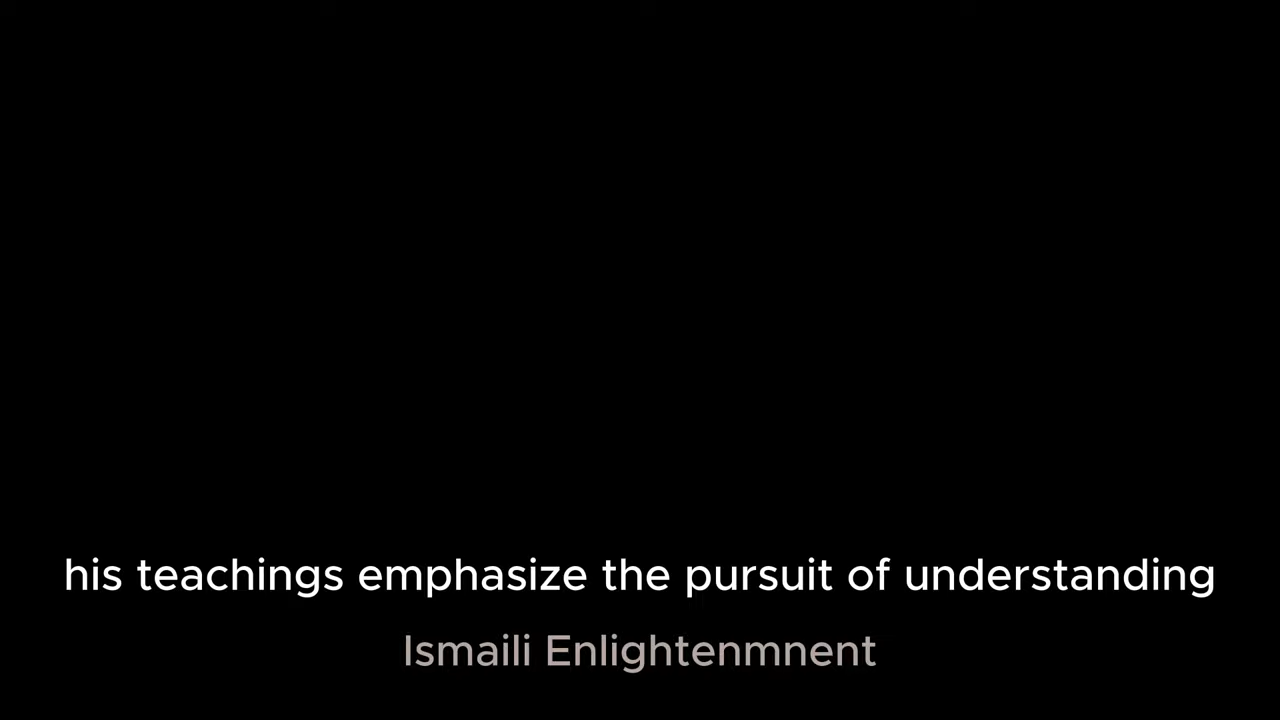 his teachings emphasize the pursuit of understanding
Ismaili Enlightenmnent